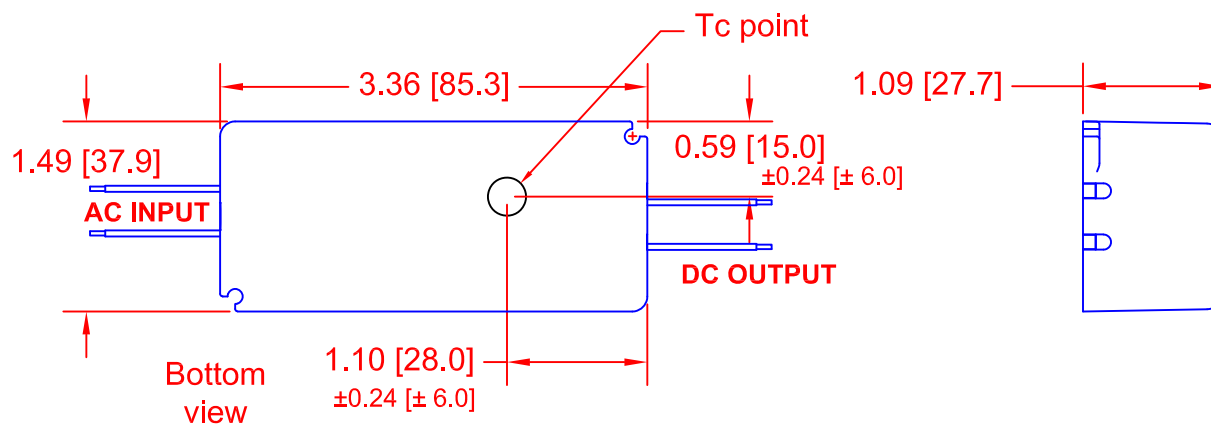 Tc point
3.36 [85.3]
1.09 [27.7]
1.49 [37.9]
0.59 [15.0]
±0.24 [± 6.0]
AC INPUT
DC OUTPUT
1.10 [28.0]
±0.24 [± 6.0]
Bottom
view